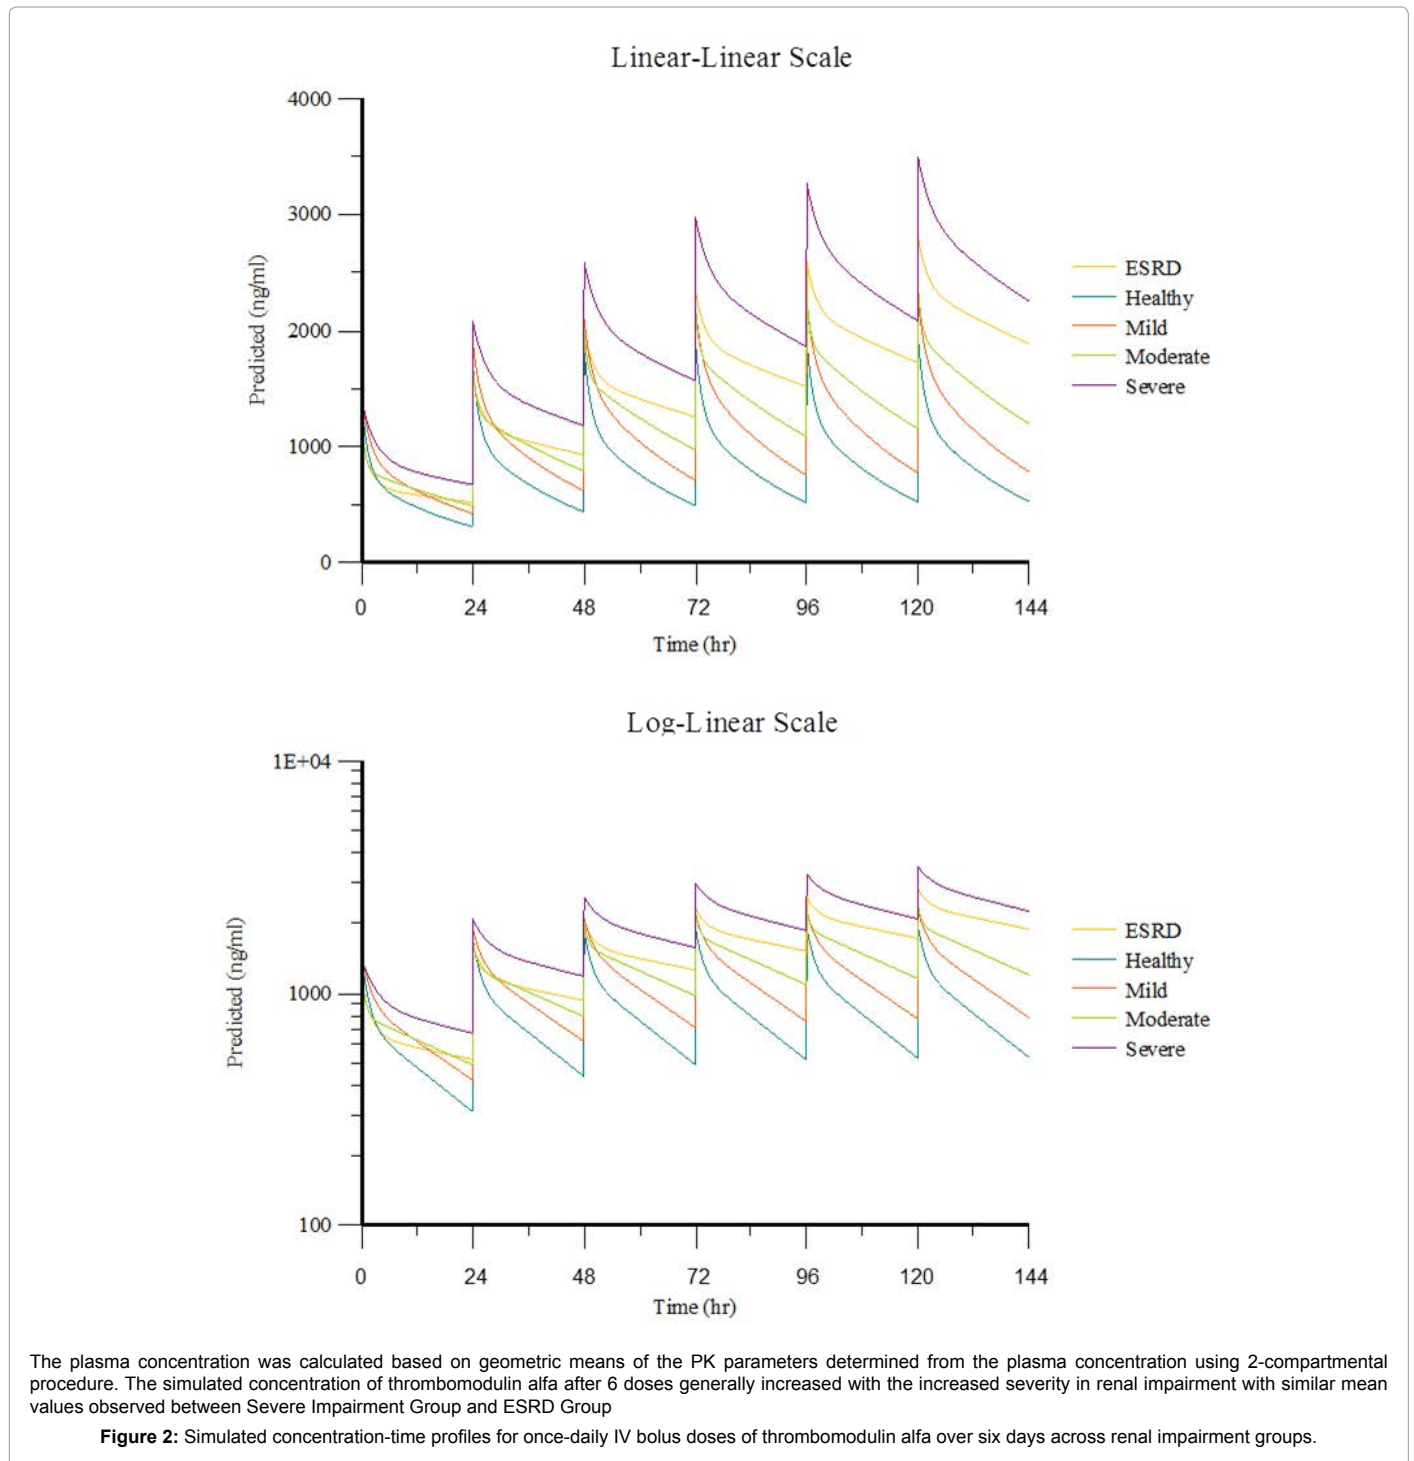 Linear-Linear Scale
4000
3000
2000
1000
0
Predicted (ng/ml)
0 24 48 72 96 120 144
Time (hr)
ESRD
Healthy
Mild
Moderate
Severe
Log-Linear Scale
1E+04
1000
100
Predicted (ng/ml)
0 24 48 72 96 120 144
Time (hr)
ESRD
Healthy
Mild
Moderate
Severe
The plasma concentration was calculated based on geometric means of the PK parameters determined from the plasma concentration using 2-compartmental
procedure. The simulated concentration of thrombomodulin alfa after 6 doses generally increased with the increased severity in renal impairment with similar mean
values observed between Severe Impairment Group and ESRD Group
Figure 2: Simulated concentration-time profiles for once-daily IV bolus doses of thrombomodulin alfa over six days across renal impairment groups.